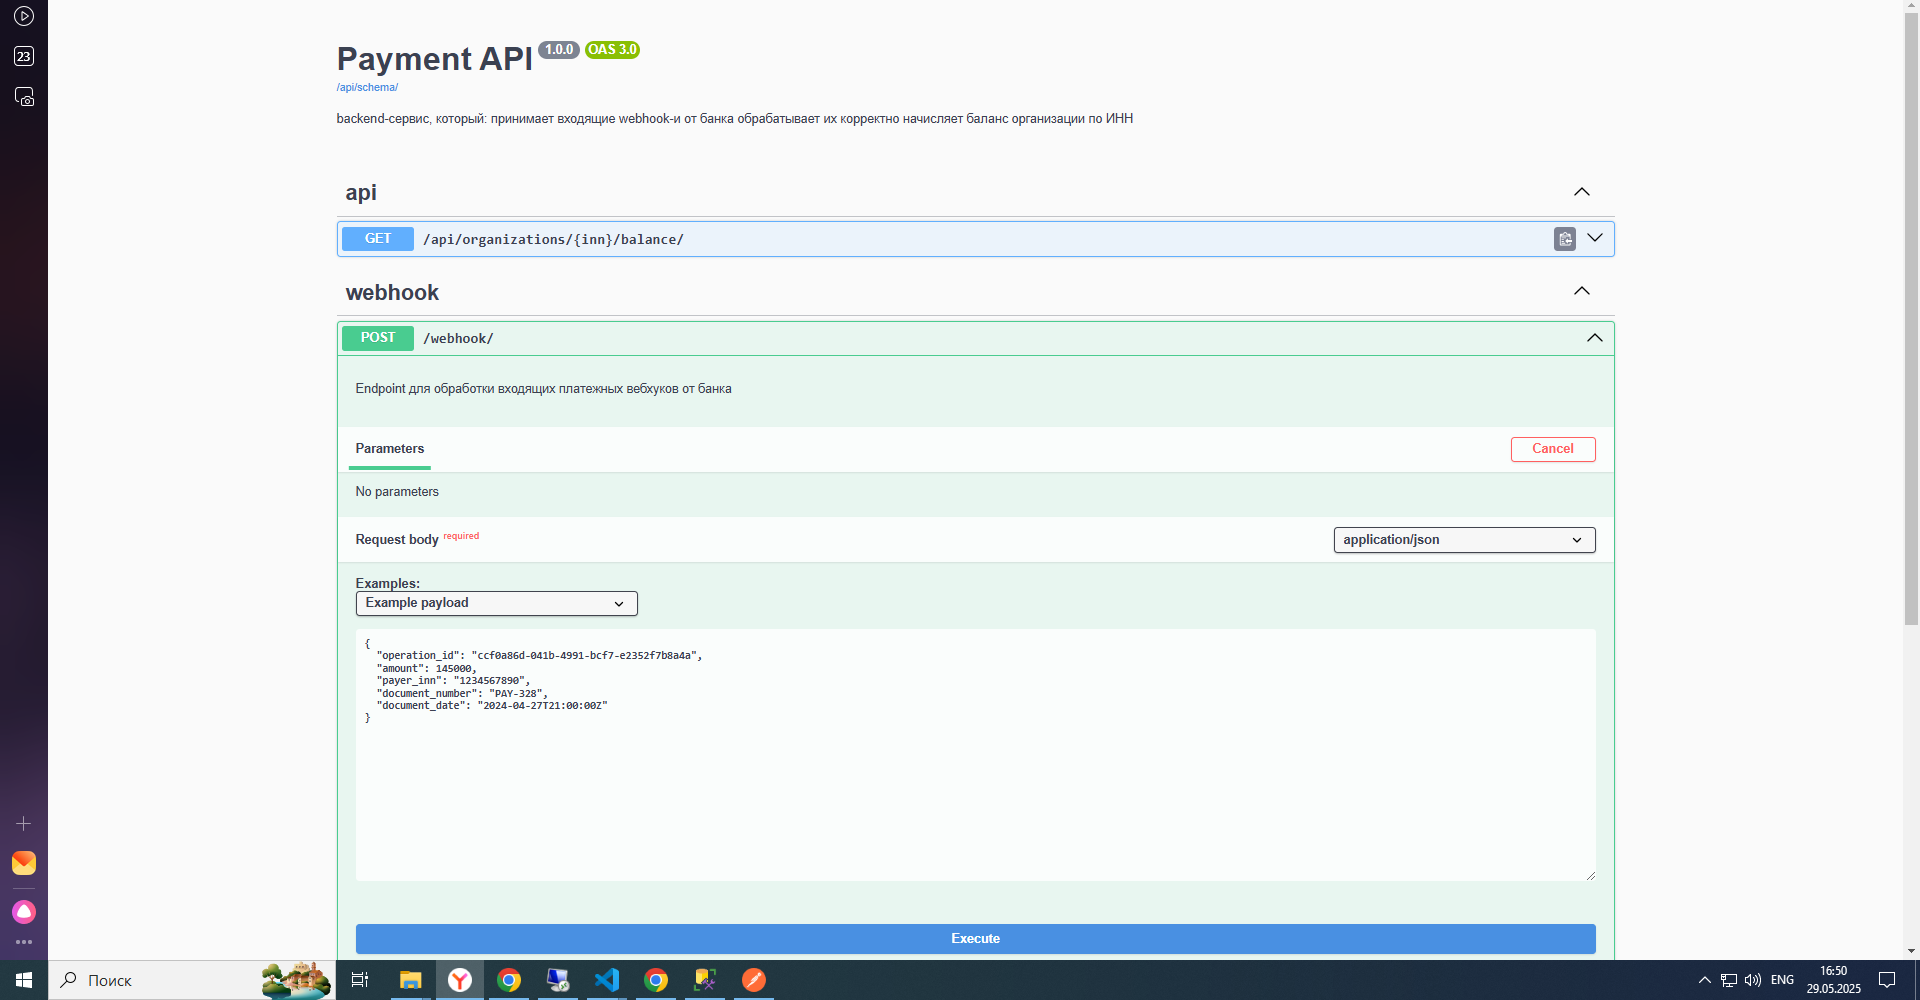 23
Payment API 1.0.0 OAS 3.0
/api/schema/
backend-сервис, который: принимает входящие webhook-и от банка обрабатывает их корректно начисляет баланс организации по ИНН
api
GET /api/organizations/{inn}/balance/
webhook
POST /webhook/
Endpoint для обработки входящих платежных вебхуков от банка
Parameters
Cancel
No parameters
Request body required
application/json
Examples:
Example payload
{
"operation_id": "ccf0a86d-041b-4991-bcf7-e2352f7b8a4a",
"amount": 145000,
"payer_inn": "1234567890",
"document_number": "PAY-328",
"document_date": "2024-04-27T21:00:00Z"
}
Execute
Поиск
ENG
16:50
29.05.2025